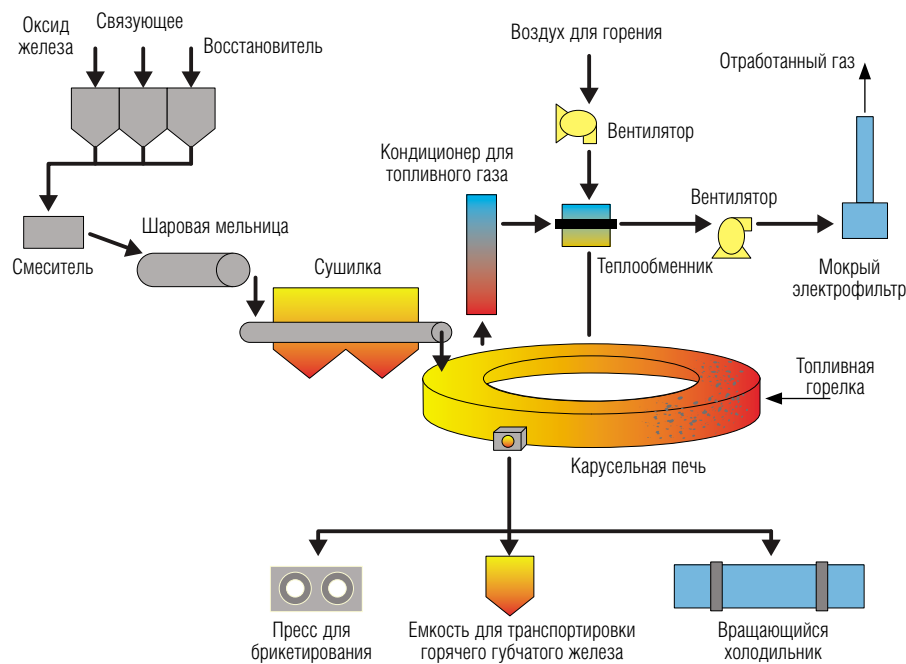 Оксид
железа
Связующее
Восстановитель
Воздух для горения
Отработанный газ
Вентилятор
Кондиционер для
топливного газа
Вентилятор
Шаровая мельница
Смеситель
Сушилка
Теплообменник
Мокрый
электрофильтр
Топливная
горелка
Карусельная печь
Пресс для
брикетирования
Емкость для транспортировки
горячего губчатого железа
Вращающийся
холодильник